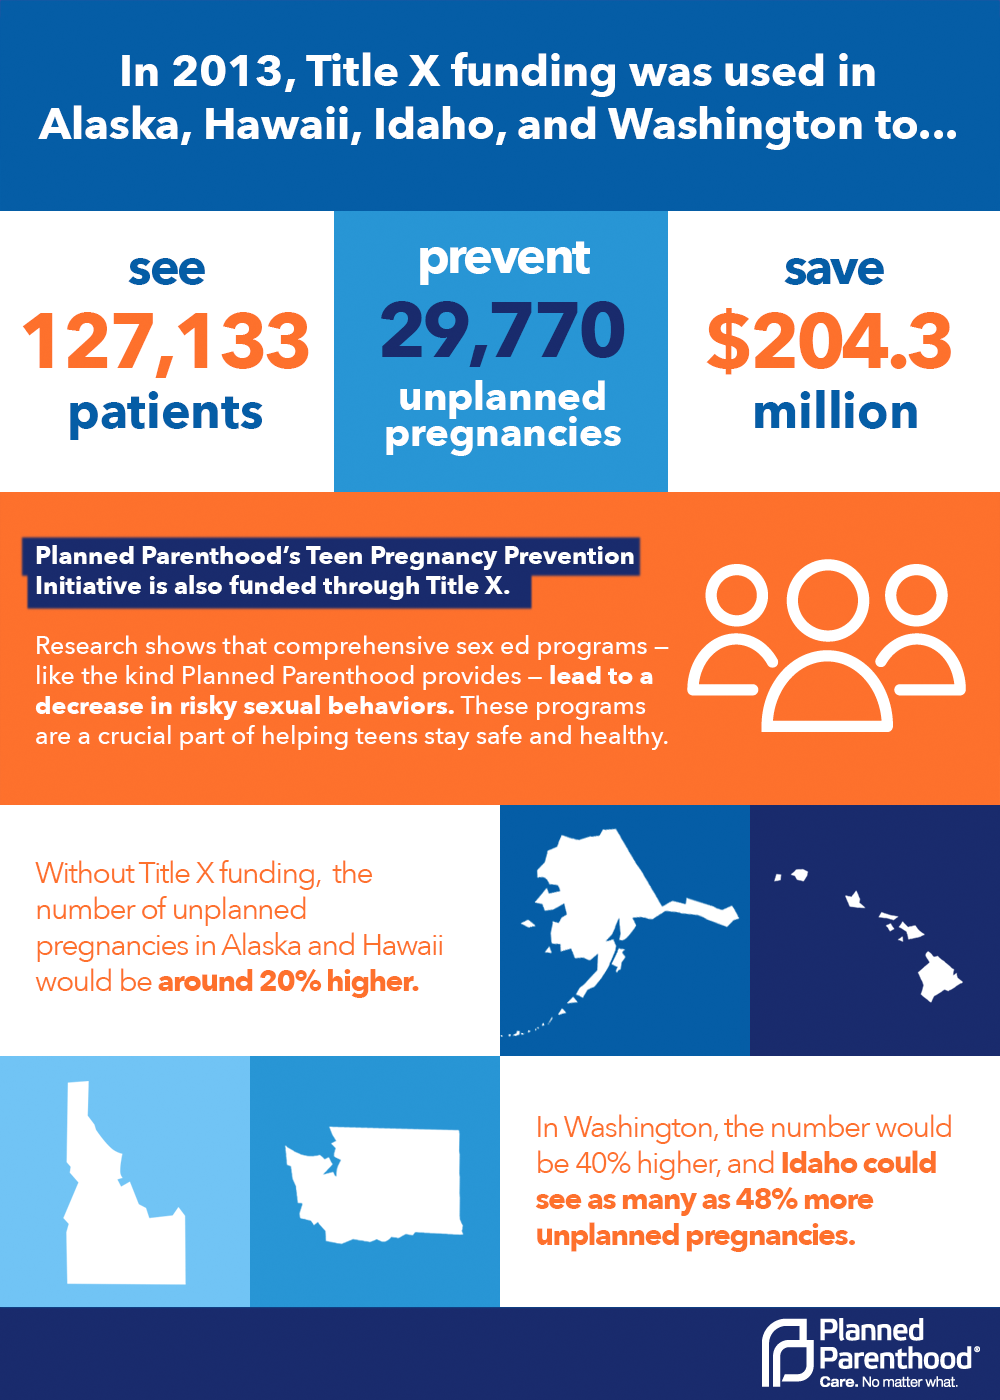 In 2013, Title X funding was used in
Alaska, Hawaii, Idaho, and Washington to...
see
127,133
patients
prevent
29,770
unplanned
pregnancies
save
$204.3
million
Planned Parenthood’s Teen Pregnancy Prevention
Initiative is also funded through Title X.
Research shows that comprehensive sex ed programs —
like the kind Planned Parenthood provides — lead to a
decrease in risky sexual behaviors. These programs
are a crucial part of helping teens stay safe and healthy.
Without Title X funding, the
number of unplanned
pregnancies in Alaska and Hawaii
would be around 20% higher.
In Washington, the number would
be 40% higher, and Idaho could
see as many as 48% more
unplanned pregnancies.
Planned
Parenthood®
Care. No matter what.